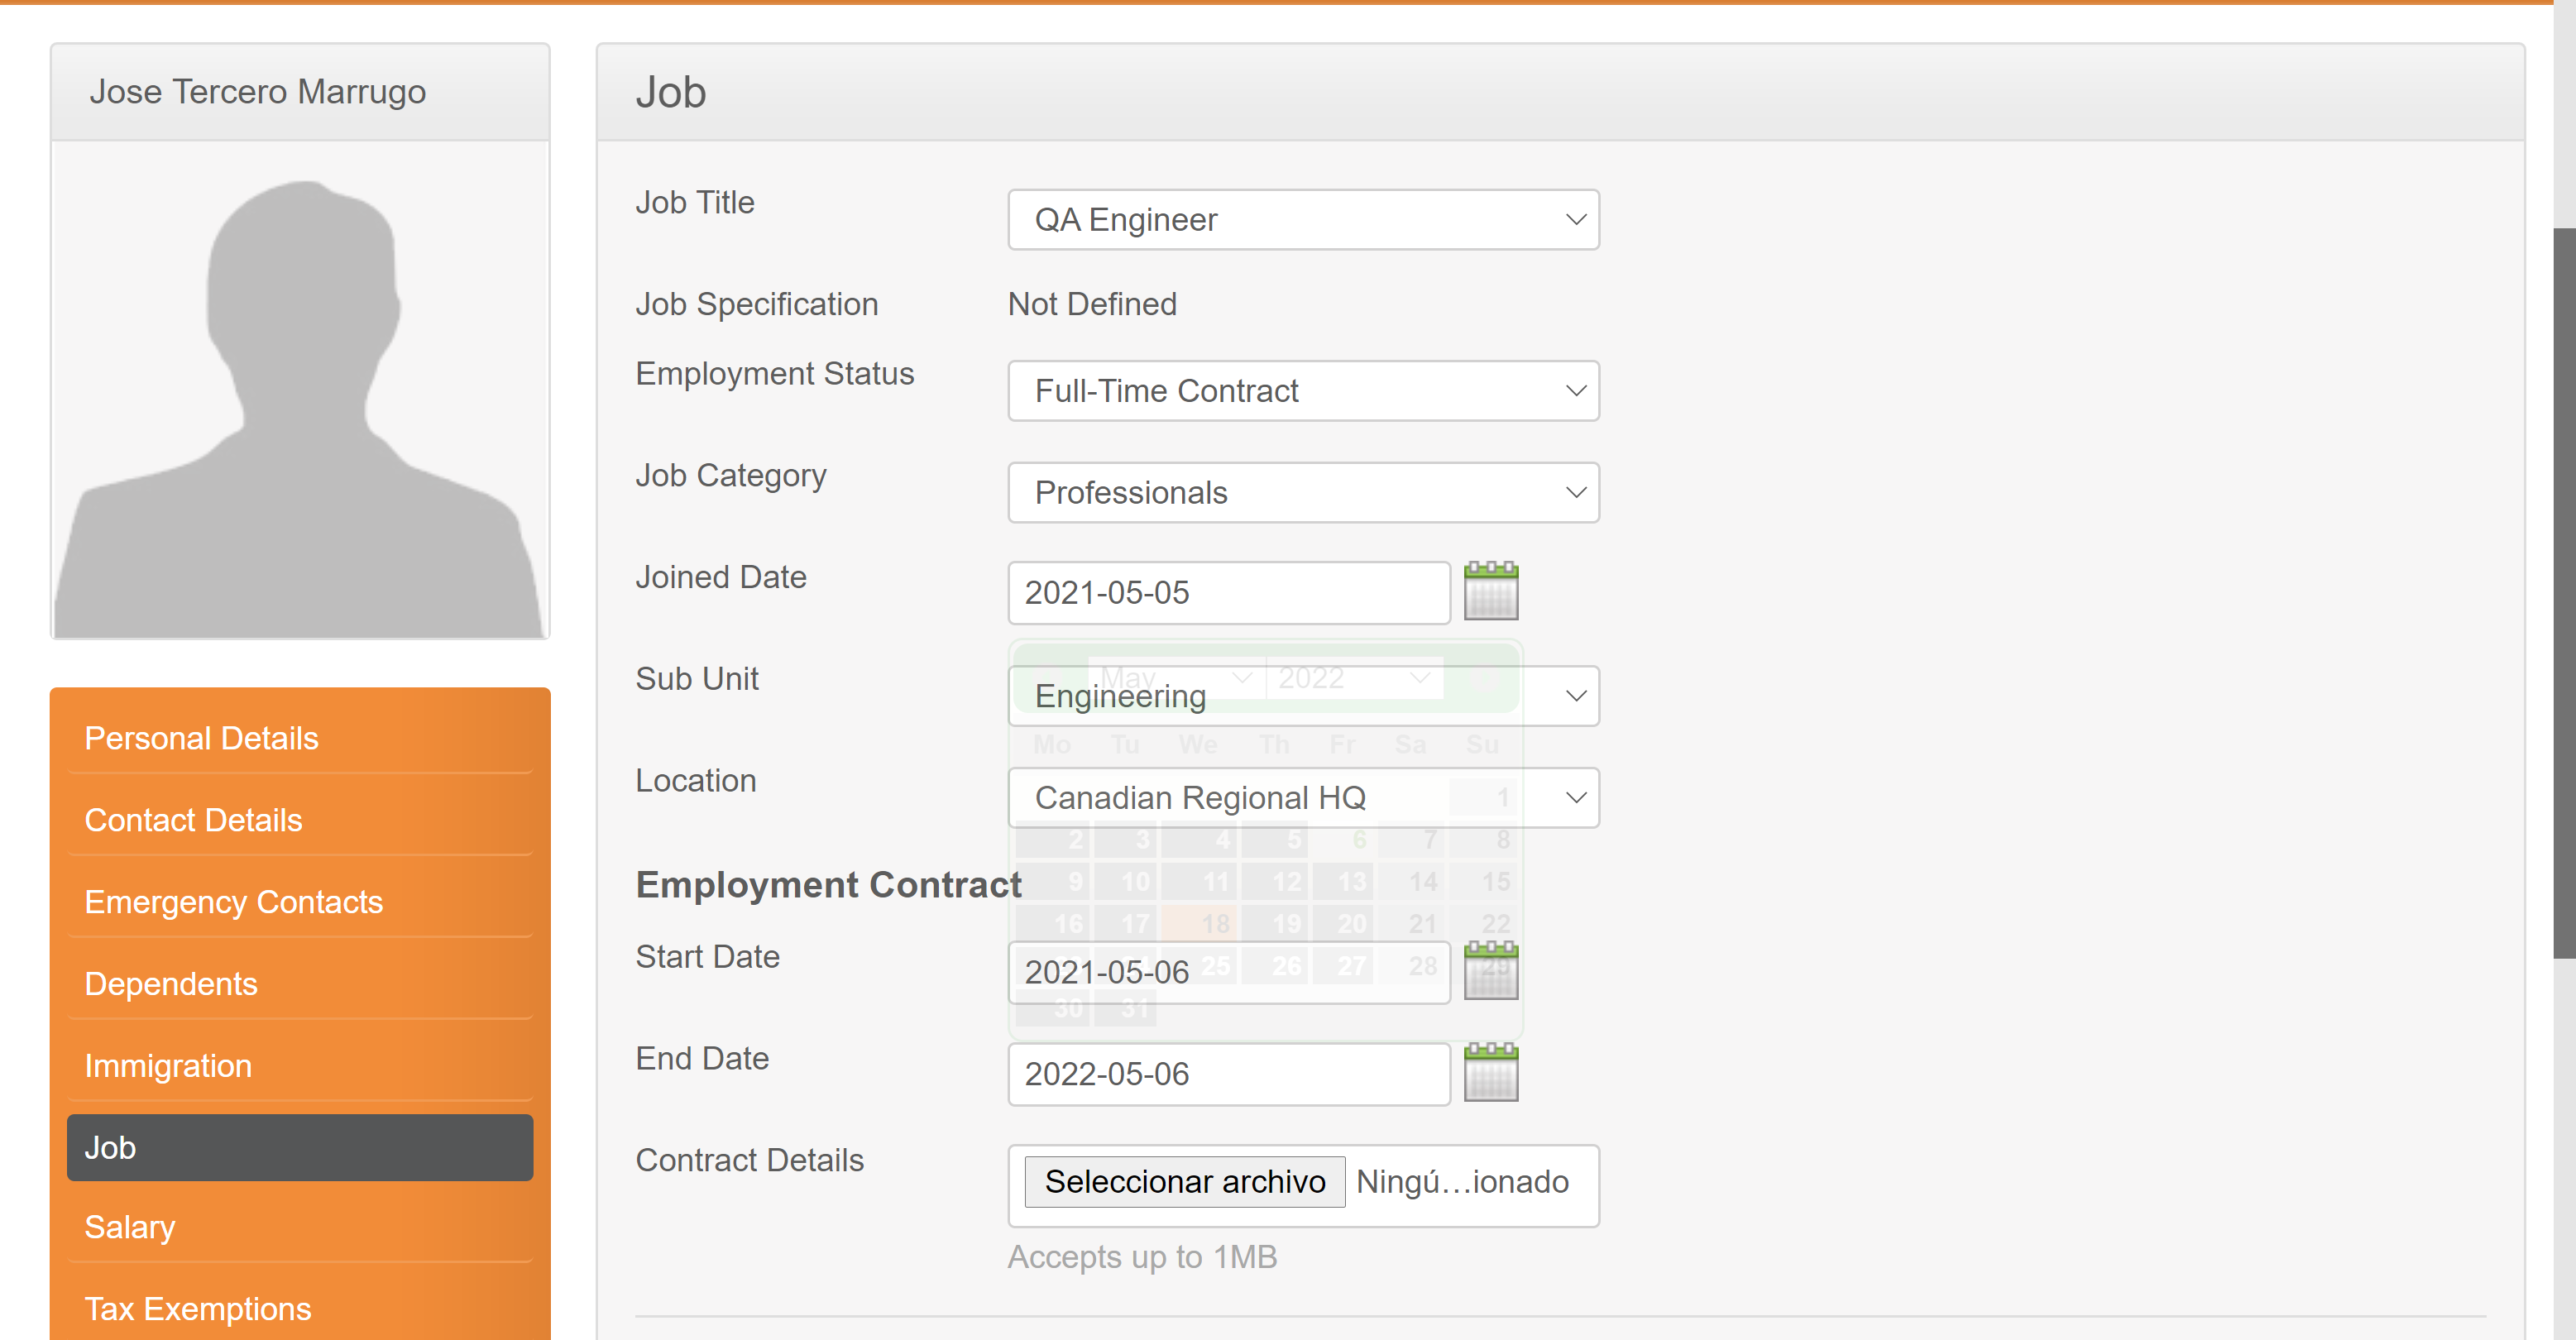 Jose Tercero Marrugo
Personal Details
Contact Details
Emergency Contacts
Dependents
Immigration
Job
Salary
Tax Exemptions
Job
Job Title
QA Engineer
Job Specification
Not Defined
Employment Status
Full-Time Contract
Job Category
Professionals
Joined Date
2021-05-05
Sub Unit
Engineering
Location
Canadian Regional HQ
May 2022
Mo Tu We Th Fr Sa Su
1
2 3 4 5 6 7 8
9 10 11 12 13 14 15
16 17 18 19 20 21 22
25 26 27 28 29
30 31
Employment Contract
Start Date
2021-05-06
End Date
2022-05-06
Contract Details
Seleccionar archivo Ningú…ionado
Accepts up to 1MB